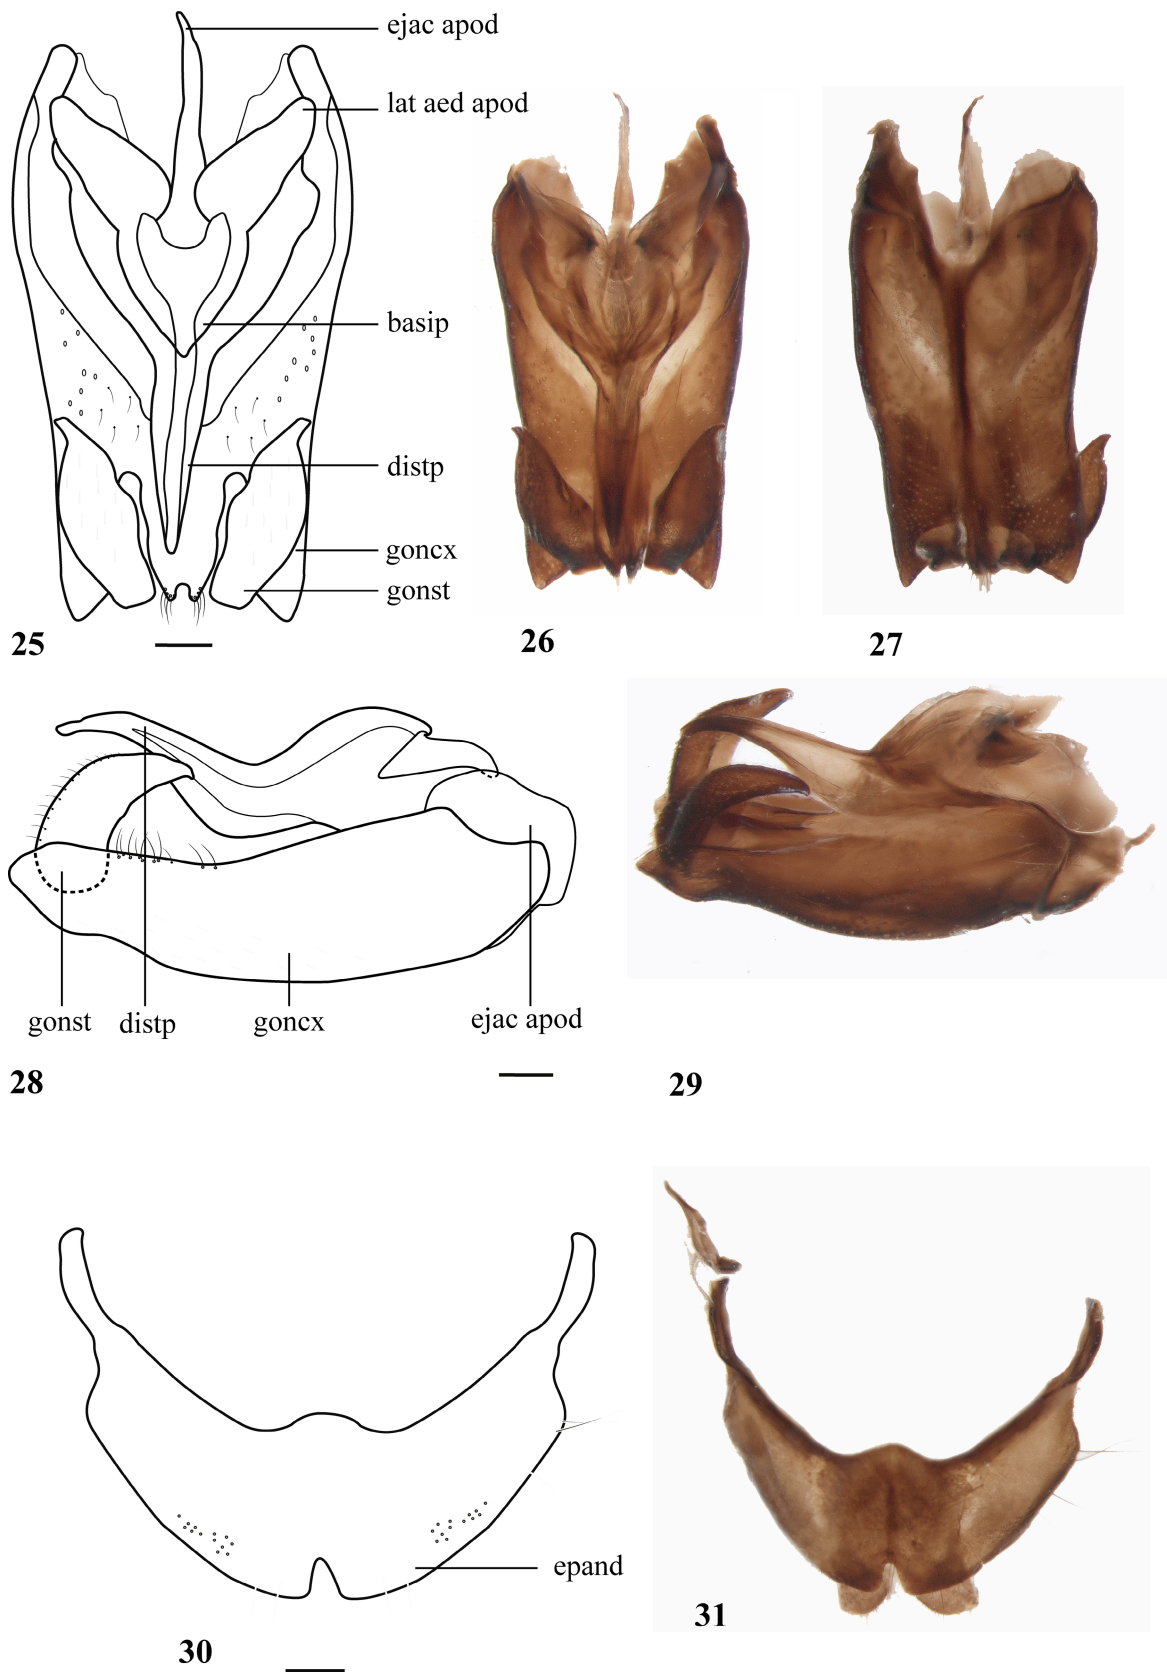 ejac apod
lat aed apod
basip
distp
goncx
gonst
25
26
27
gonst distp goncx ejac apod
28
29
epand
30
31